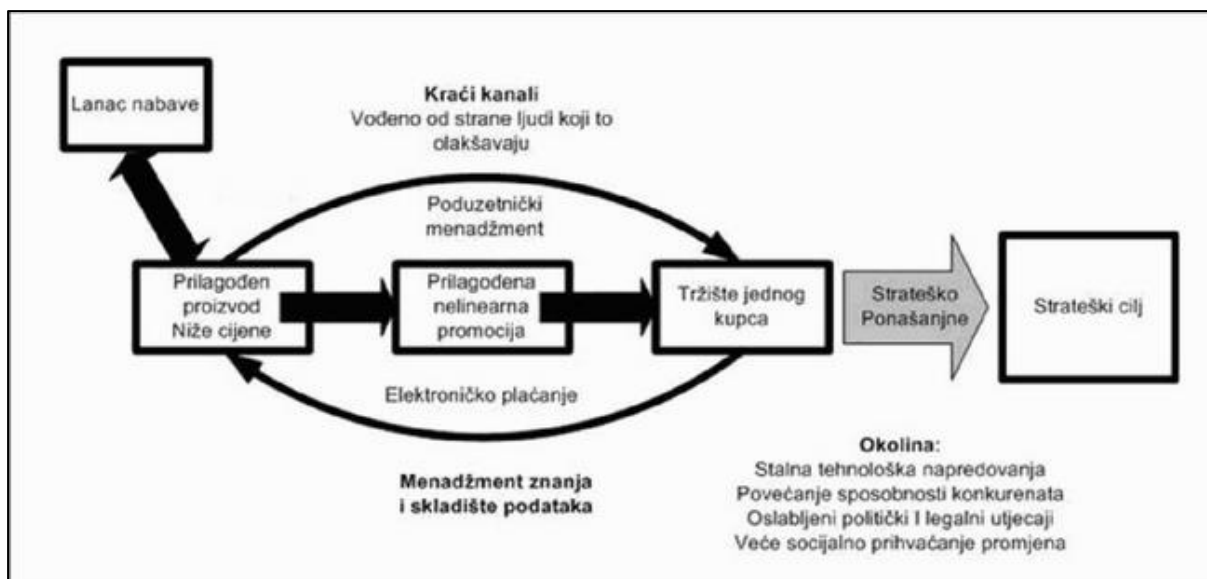 Lanac nabave
Kraći kanali
Vođeno od strane ljudi koji to
olakšavaju
Poduzetnički
menadžment
Prilagođen
proizvod
Niže cijene
Prilagođena
nelinearna
promocija
Tržište jednog
kupca
Strateško
Ponašanjne
Strateški cilj
Elektroničko plaćanje
Menadžment znanja
i skladište podataka
Okolina:
Stalna tehnološka napredovanja
Povećanje sposobnosti konkurenata
Oslabljeni politički I legalni utjecaji
Veće socijalno prihvaćanje promjena